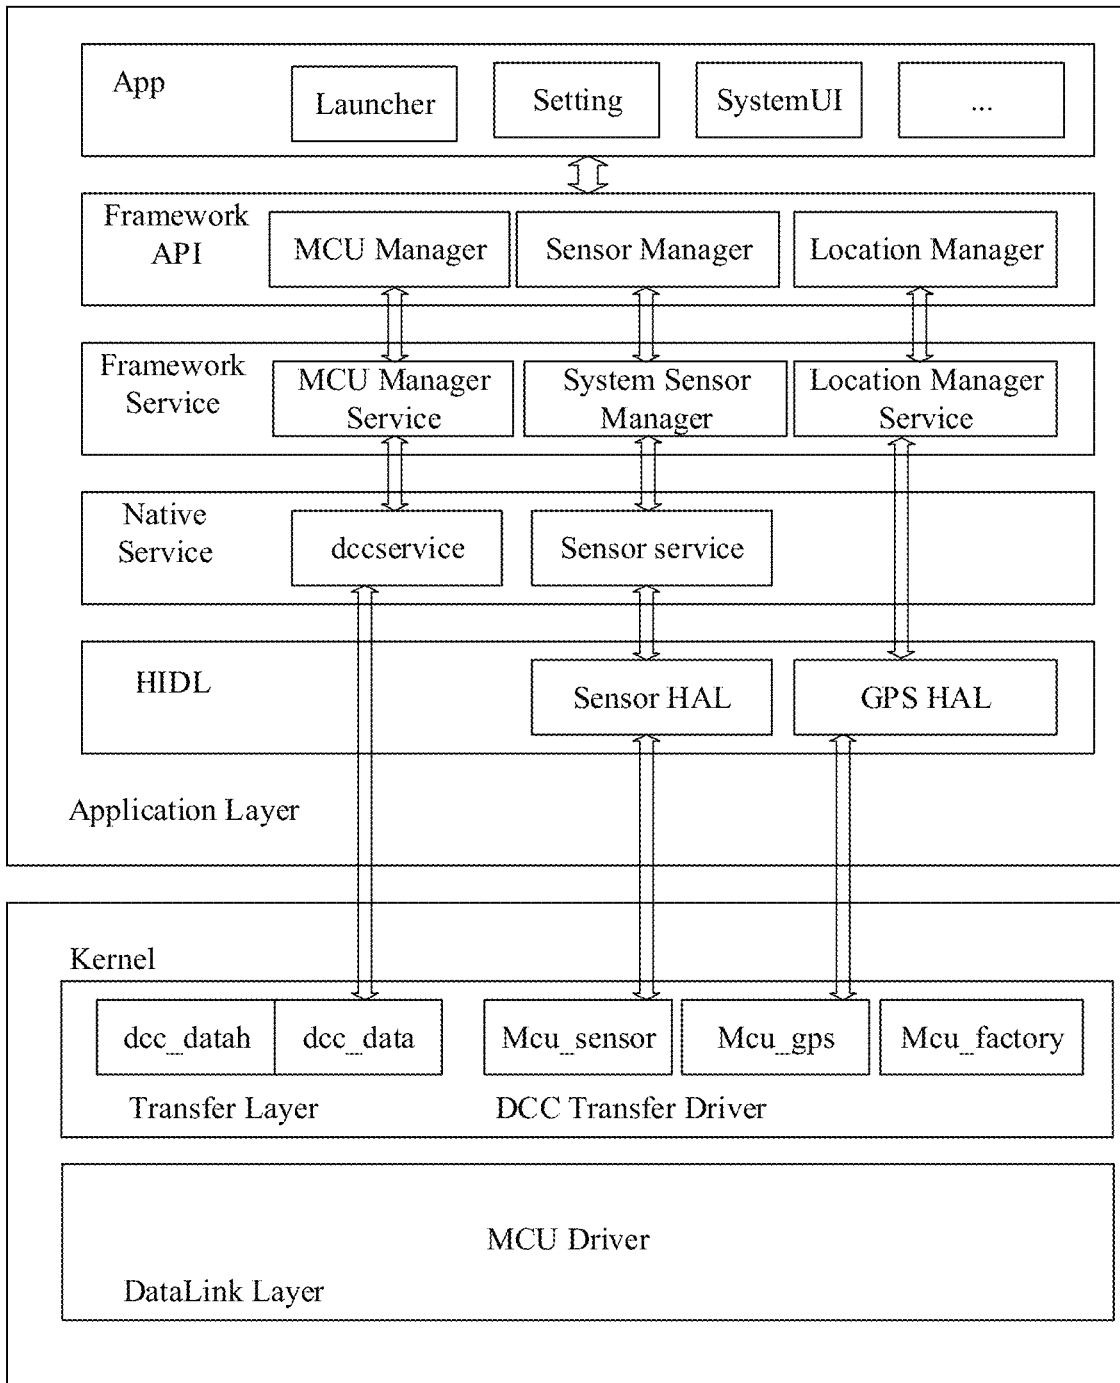 App
Launcher
Setting
SystemUI
...
Framework
API
MCU Manager
Sensor Manager
Location Manager
Framework
Service
MCU Manager
Service
System Sensor
Manager
Location Manager
Service
Native
Service
dccservice
Sensor service
HIDL
Sensor HAL
GPS HAL
Application Layer
Kernel
dcc_datah
dcc_data
Mcu_sensor
Mcu_gps
Mcu_factory
Transfer Layer
DCC Transfer Driver
MCU Driver
DataLink Layer